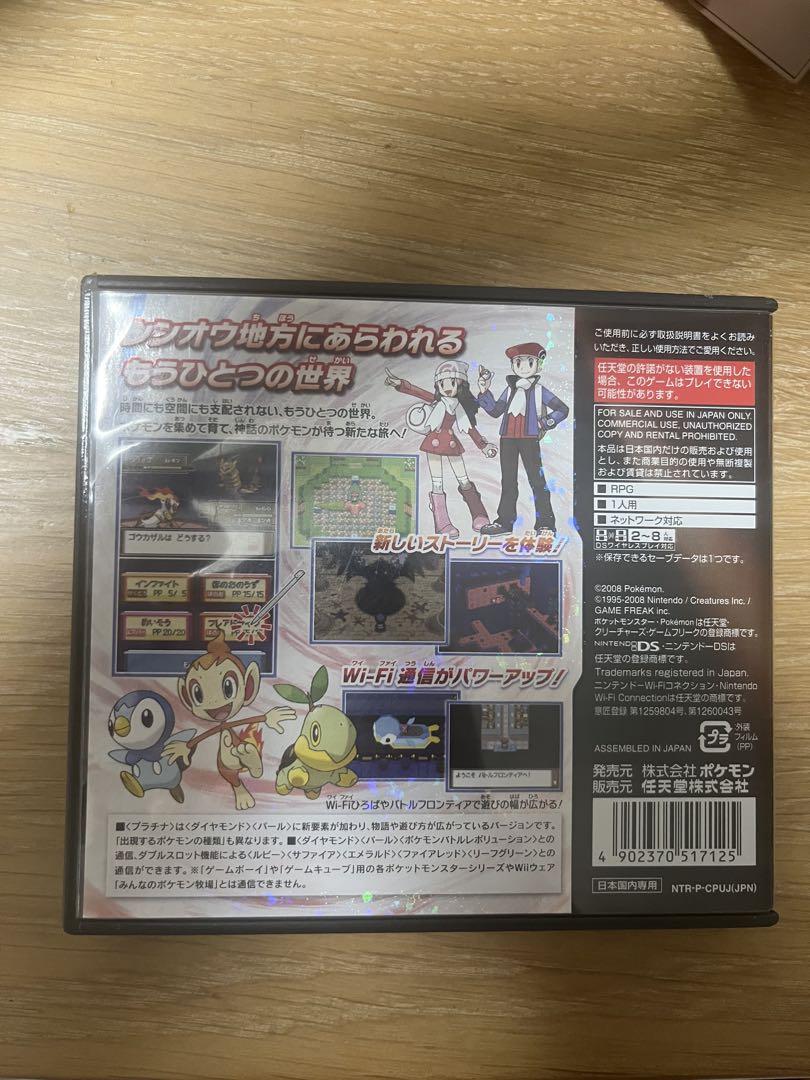 シンオウ地方にあらわれる
もうひとつの世界
時間にも空間にも支配されない、もうひとつの世界。
ポケモンを集めて育て、神話のポケモンが待つ新たな旅へ！
ゴウカザルは どうする？
インファイト
PP 5/ 5
PP 15/15
めいそう
PP 20/20
新しいストーリーを体験！
Wi-Fi 通信がパワーアップ！
ようこそ バトルフロンティアへ！
Wi-Fiひろばやバトルフロンティアで遊びの幅が広がる！
■〈プラチナ〉は〈ダイヤモンド〉〈パール〉に新要素が加わり、物語や遊び方が広がっているバージョンです。
「出現するポケモンの種類」も異なります。■〈ダイヤモンド〉〈パール〉〈ポケモンバトルレボリューション〉との
通信、ダブルスロット機能による〈ルビー〉〈サファイア〉〈エメラルド〉〈ファイアレッド〉〈リーフグリーン〉との
通信ができます。※「ゲームボーイ」や「ゲームキューブ」用の各ポケットモンスターシリーズやWiiウェア
「みんなのポケモン牧場」とは通信できません。
ご使用前に必ず取扱説明書をよくお読み
いただき、正しい使用方法でご愛用ください。
任天堂の許諾がない装置を使用した
場合、このゲームはプレイできない
可能性があります。
FOR SALE AND USE IN JAPAN ONLY.
COMMERCIAL USE, UNAUTHORIZED
COPY AND RENTAL PROHIBITED.
本品は日本国内だけの販売および使用
とし、また商業目的の使用や無断複製
および賃貸は禁止されています。
■ RPG
■ 1人用
■ ネットワーク対応
2～8人対応
DSワイヤレスプレイ対応
※保存できるセーブデータは1つです。
©2008 Pokémon.
©1995-2008 Nintendo / Creatures Inc. /
GAME FREAK inc.
ポケットモンスター・Pokémonは任天堂・
クリーチャーズ・ゲームフリークの登録商標です。
NINTENDO DS・ニンテンドーDSは
任天堂の登録商標です。
Trademarks registered in Japan.
ニンテンドーWi-Fiコネクション・Nintendo
Wi-Fi Connectionは任天堂の商標です。
意匠登録 第1259804号、第1260043号
ASSEMBLED IN JAPAN
プラ
外装
フィルム
(PP)
発売元 株式会社ポケモン
販売元 任天堂株式会社
4 902370 517125
日本国内専用
NTR-P-CPUJ(JPN)